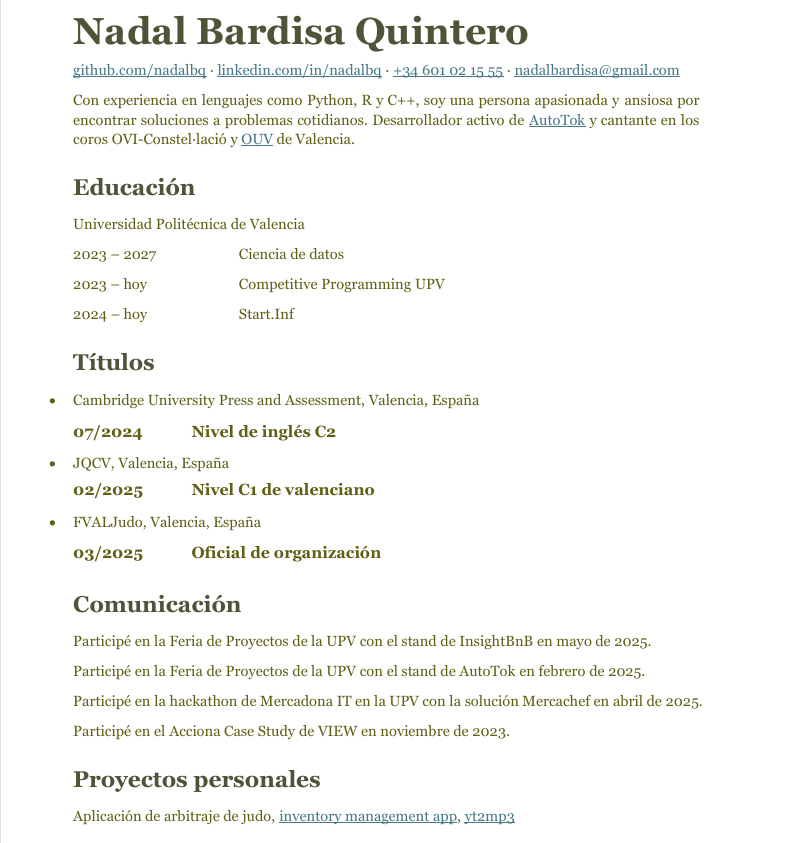 Nadal Bardisa Quintero
github.com/nadalbq · linkedin.com/in/nadalbq · +34 601 02 15 55 · nadalbardisa@gmail.com
Con experiencia en lenguajes como Python, R y C++, soy una persona apasionada y ansiosa por
encontrar soluciones a problemas cotidianos. Desarrollador activo de AutoTok y cantante en los
coros OVI-Constel·lació y OUV de Valencia.
Educación
Universidad Politécnica de Valencia
2023 – 2027 Ciencia de datos
2023 – hoy Competitive Programming UPV
2024 – hoy Start.Inf
Títulos
• Cambridge University Press and Assessment, Valencia, España
07/2024 Nivel de inglés C2
• JQCV, Valencia, España
02/2025 Nivel C1 de valenciano
• FVALJudo, Valencia, España
03/2025 Oficial de organización
Comunicación
Participé en la Feria de Proyectos de la UPV con el stand de InsightBnB en mayo de 2025.
Participé en la Feria de Proyectos de la UPV con el stand de AutoTok en febrero de 2025.
Participé en la hackathon de Mercadona IT en la UPV con la solución Mercachef en abril de 2025.
Participé en el Acciona Case Study de VIEW en noviembre de 2023.
Proyectos personales
Aplicación de arbitraje de judo, inventory management app, yt2mp3